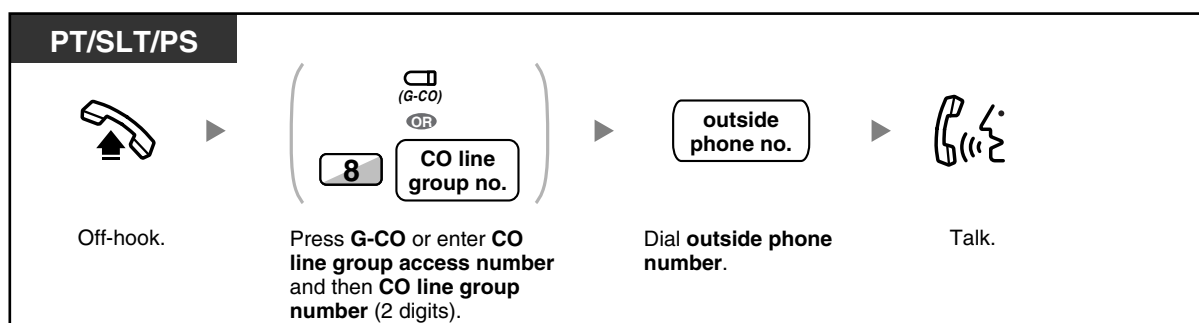 PT/SLT/PS
(G-CO)
OR
8
CO line
group no.
outside
phone no.
Off-hook.
Press G-CO or enter CO
line group access number
and then CO line group
number (2 digits).
Dial outside phone
number.
Talk.